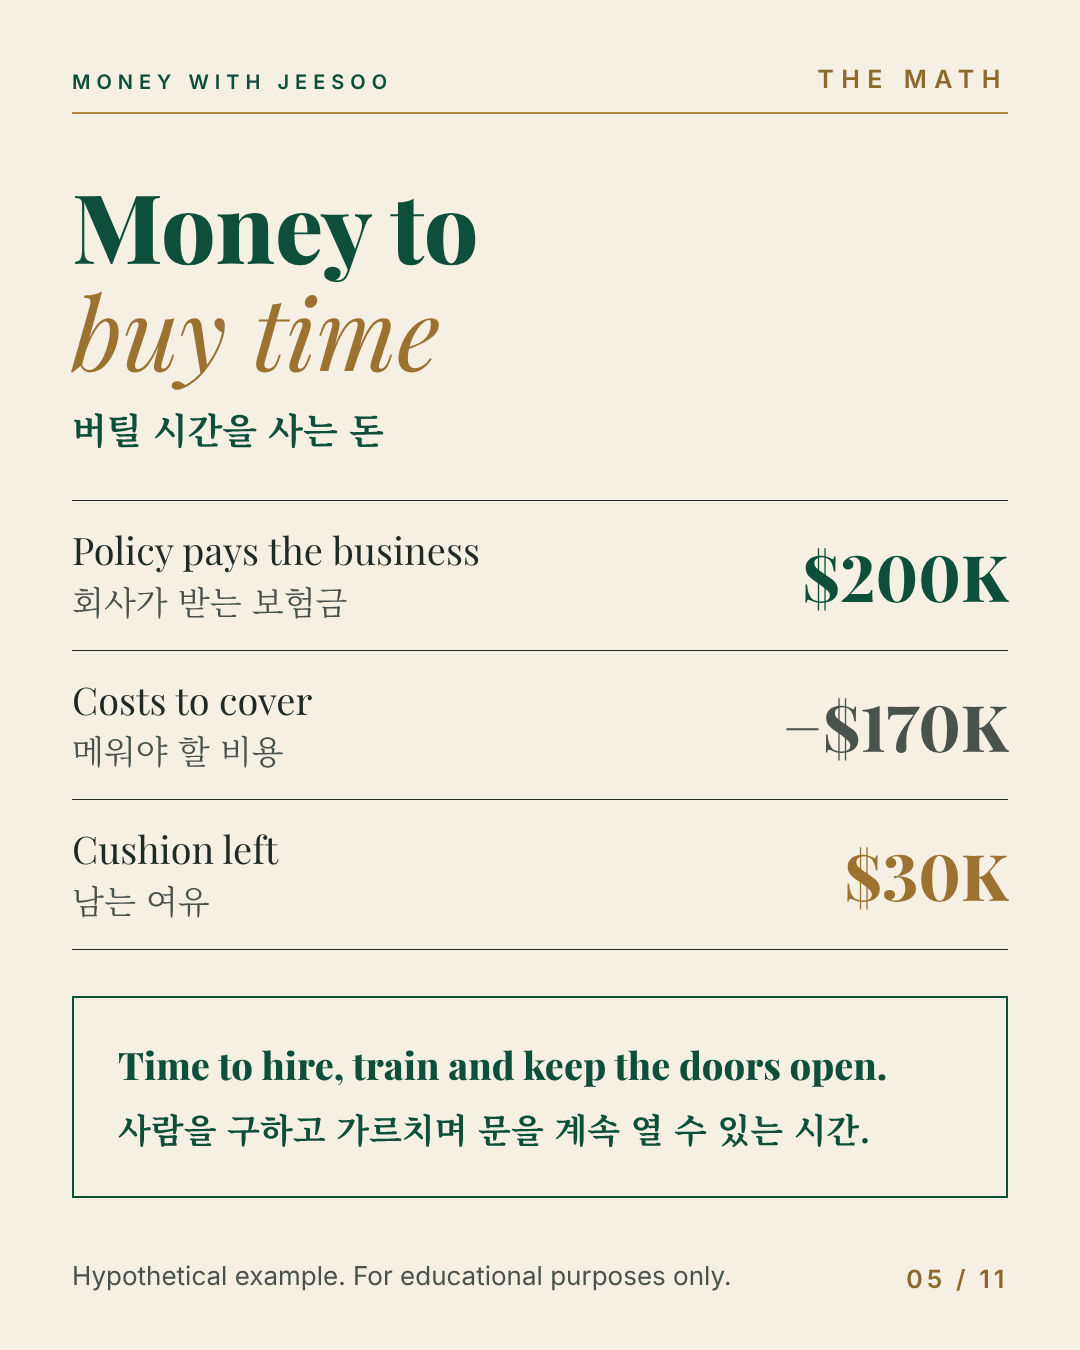 MONEY WITH JEESOO
THE MATH
Money to
buy time
버틸 시간을 사는 돈
Policy pays the business
회사가 받는 보험금
$200K
Costs to cover
메워야 할 비용
–$170K
Cushion left
남는 여유
$30K
Time to hire, train and keep the doors open.
사람을 구하고 가르치며 문을 계속 열 수 있는 시간.
Hypothetical example. For educational purposes only.
05 / 11